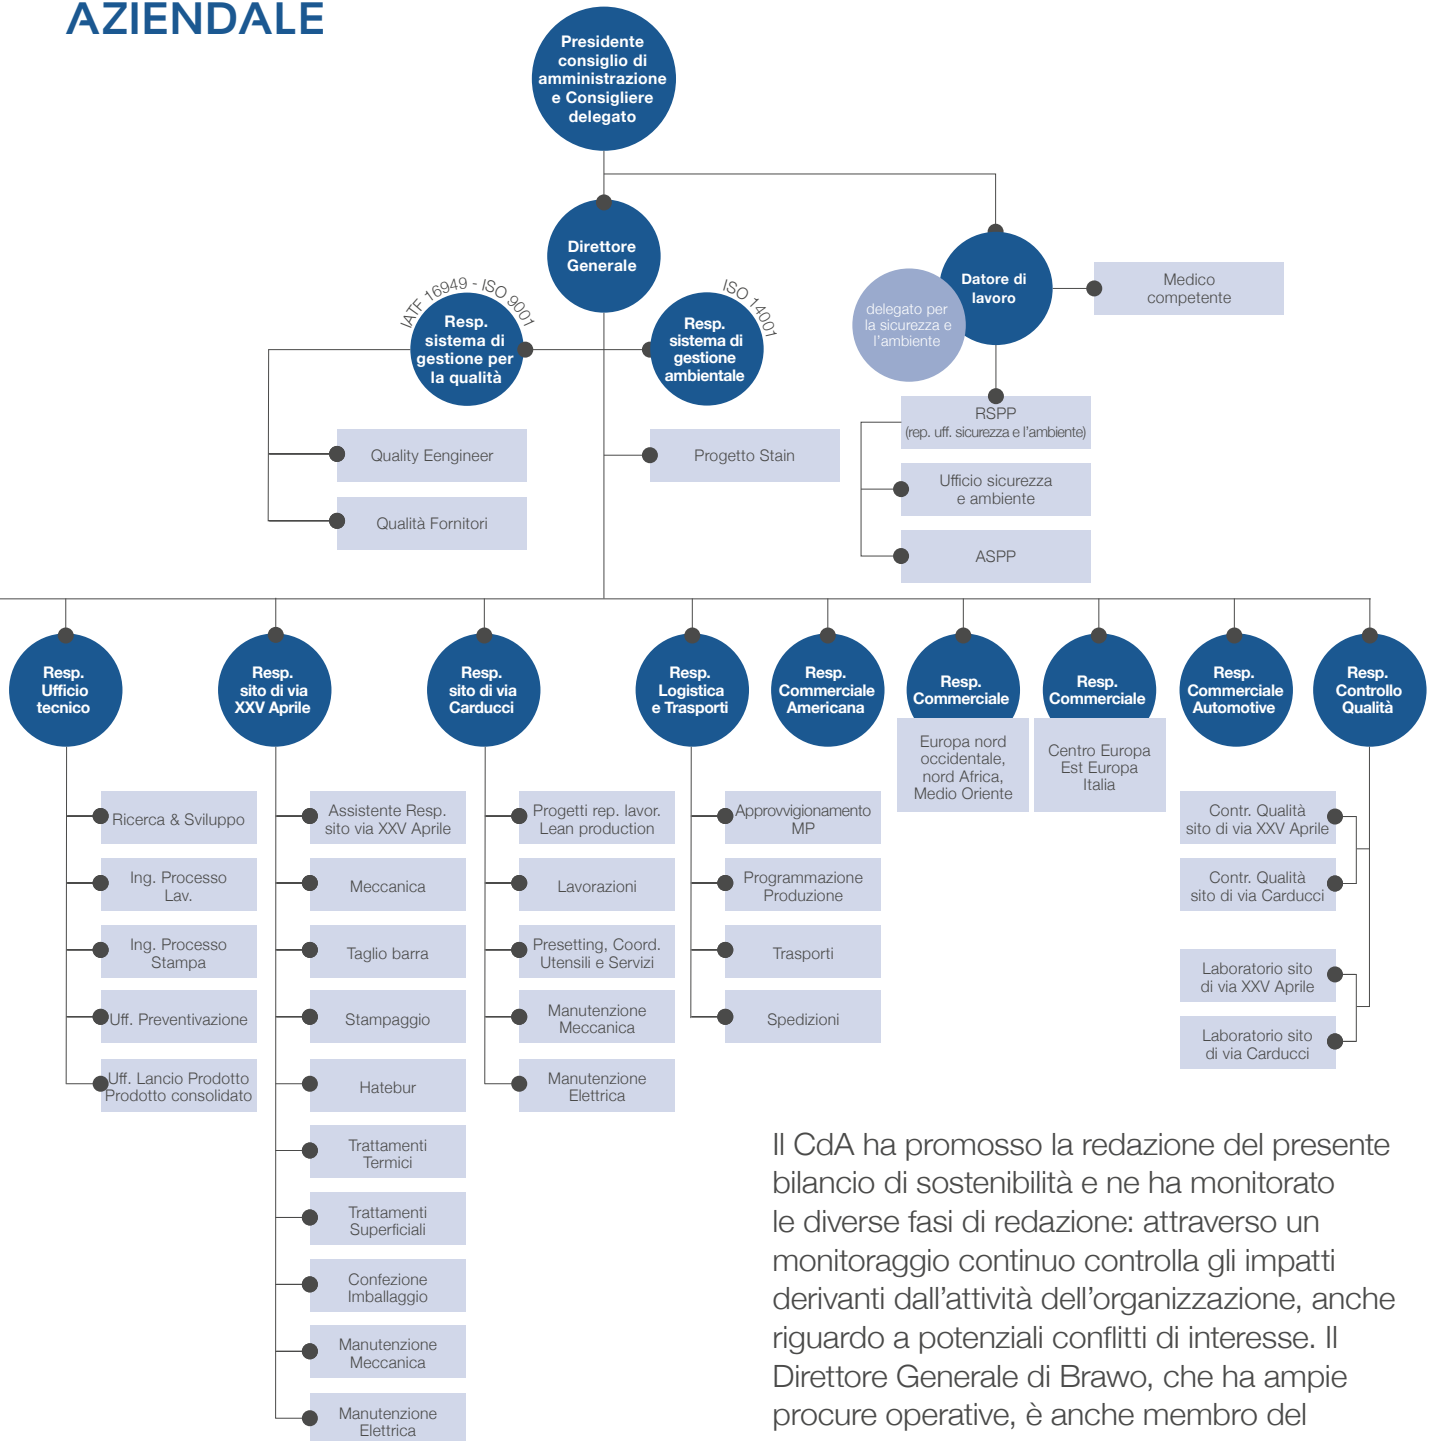 AZIENDALE
Presidente
consiglio di
amministrazione
e Consigliere
delegato
Direttore
Generale
Datore di
lavoro
delegato per
la sicurezza e
l'ambiente
Medico
competente
IATF 16949 - ISO 9001
Resp.
sistema di
gestione per
la qualità
ISO 14001
Resp.
sistema di
gestione
ambientale
RSPP
(rep. uff. sicurezza e l'ambiente)
Ufficio sicurezza
e ambiente
ASPP
Quality Eengineer
Qualità Fornitori
Progetto Stain
Resp.
Ufficio
tecnico
Resp.
sito di via
XXV Aprile
Resp.
sito di via
Carducci
Resp.
Logistica
e Trasporti
Resp.
Commerciale
Americana
Resp.
Commerciale
Europa nord
occidentale,
nord Africa,
Medio Oriente
Resp.
Commerciale
Centro Europa
Est Europa
Italia
Resp.
Commerciale
Automotive
Resp.
Controllo
Qualità
Ricerca & Sviluppo
Ing. Processo
Lav.
Ing. Processo
Stampa
Uff. Preventivazione
Uff. Lancio Prodotto
Prodotto consolidato
Assistente Resp.
sito via XXV Aprile
Meccanica
Taglio barra
Stampaggio
Hatebur
Trattamenti
Termici
Trattamenti
Superficiali
Confezione
Imballaggio
Manutenzione
Meccanica
Manutenzione
Elettrica
Progetti rep. lavor.
Lean production
Lavorazioni
Presetting, Coord.
Utensili e Servizi
Manutenzione
Meccanica
Manutenzione
Elettrica
Approvvigionamento
MP
Programmazione
Produzione
Trasporti
Spedizioni
Contr. Qualità
sito di via XXV Aprile
Contr. Qualità
sito di via Carducci
Laboratorio sito
di via XXV Aprile
Laboratorio sito
di via Carducci
Il CdA ha promosso la redazione del presente
bilancio di sostenibilità e ne ha monitorato
le diverse fasi di redazione: attraverso un
monitoraggio continuo controlla gli impatti
derivanti dall'attività dell'organizzazione, anche
riguardo a potenziali conflitti di interesse. Il
Direttore Generale di Brawo, che ha ampie
procure operative, è anche membro del